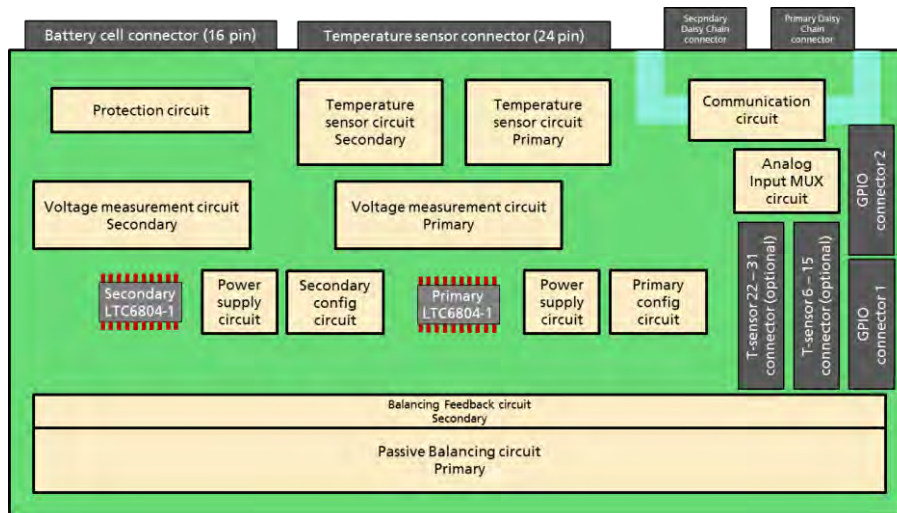 Battery cell connector (16 pin)
Temperature sensor connector (24 pin)
Secpndary
Daisy Chain
connector
Primary Daisy
Chain
connector
Protection circuit
Temperature
sensor circuit
Secondary
Temperature
sensor circuit
Primary
Communication
circuit
Analog
Input MUX
circuit
GPIO
connector 2
Voltage measurement circuit
Secondary
Voltage measurement circuit
Primary
Secondary
LTC6804-1
Power
supply
circuit
Secondary
config
circuit
Primary
LTC6804-1
Power
supply
circuit
Primary
config
circuit
T-sensor 22 – 31
connector (optional)
T-sensor 6 – 15
connector (optional)
GPIO
connector 1
Balancing Feedback circuit
Secondary
Passive Balancing circuit
Primary